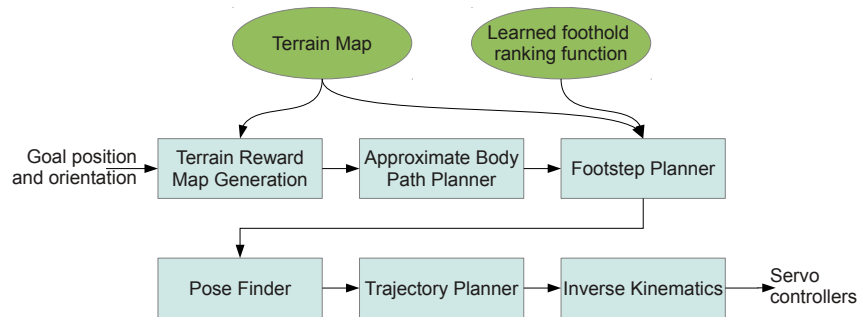 Terrain Map
Learned foothold
ranking function
Goal position
and orientation
Terrain Reward
Map Generation
Approximate Body
Path Planner
Footstep Planner
Pose Finder
Trajectory Planner
Inverse Kinematics
Servo
controllers